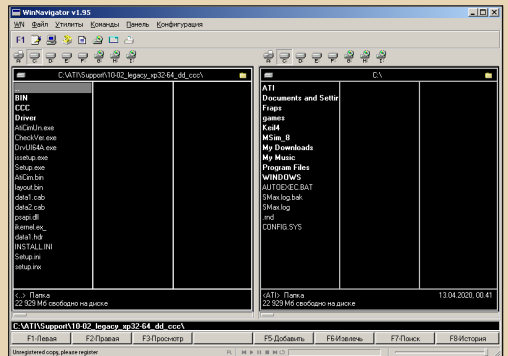 WinNavigator v1.95
WN Файл Утилиты Команды Панель Конфигурация
F1
A C D E F G H I
A C D E F G H I
C:\ATI\Support\10-02_legacy_xp32-64_dd_ccc\
..
BIN
CCC
Driver
AtiCimUn.exe
CheckVer.exe
DrvUI64A.exe
issetup.exe
Setup.exe
AtiCim.bin
layout.bin
data1.cab
data2.cab
psapi.dll
ikernel.ex_
data1.hdr
INSTALL.INI
Setup.ini
setup.inx
<..> Папка
22 929 Мб свободно на диске
C:\
ATI
Documents and Settir
Fraps
games
Keil4
MSim_8
My Downloads
My Music
Program Files
WINDOWS
AUTOEXEC.BAT
SMax.log.bak
SMax.log
.rnd
CONFIG.SYS
<ATI> Папка 13.04.2020, 00.41
22 929 Мб свободно на диске
C:\ATI\Support\10-02_legacy_xp32-64_dd_ccc\
F1-Левая F2-Правая F3-Просмотр F5-Добавить F6-Извлечь F7-Поиск F8-История
Unregistered copy, please register